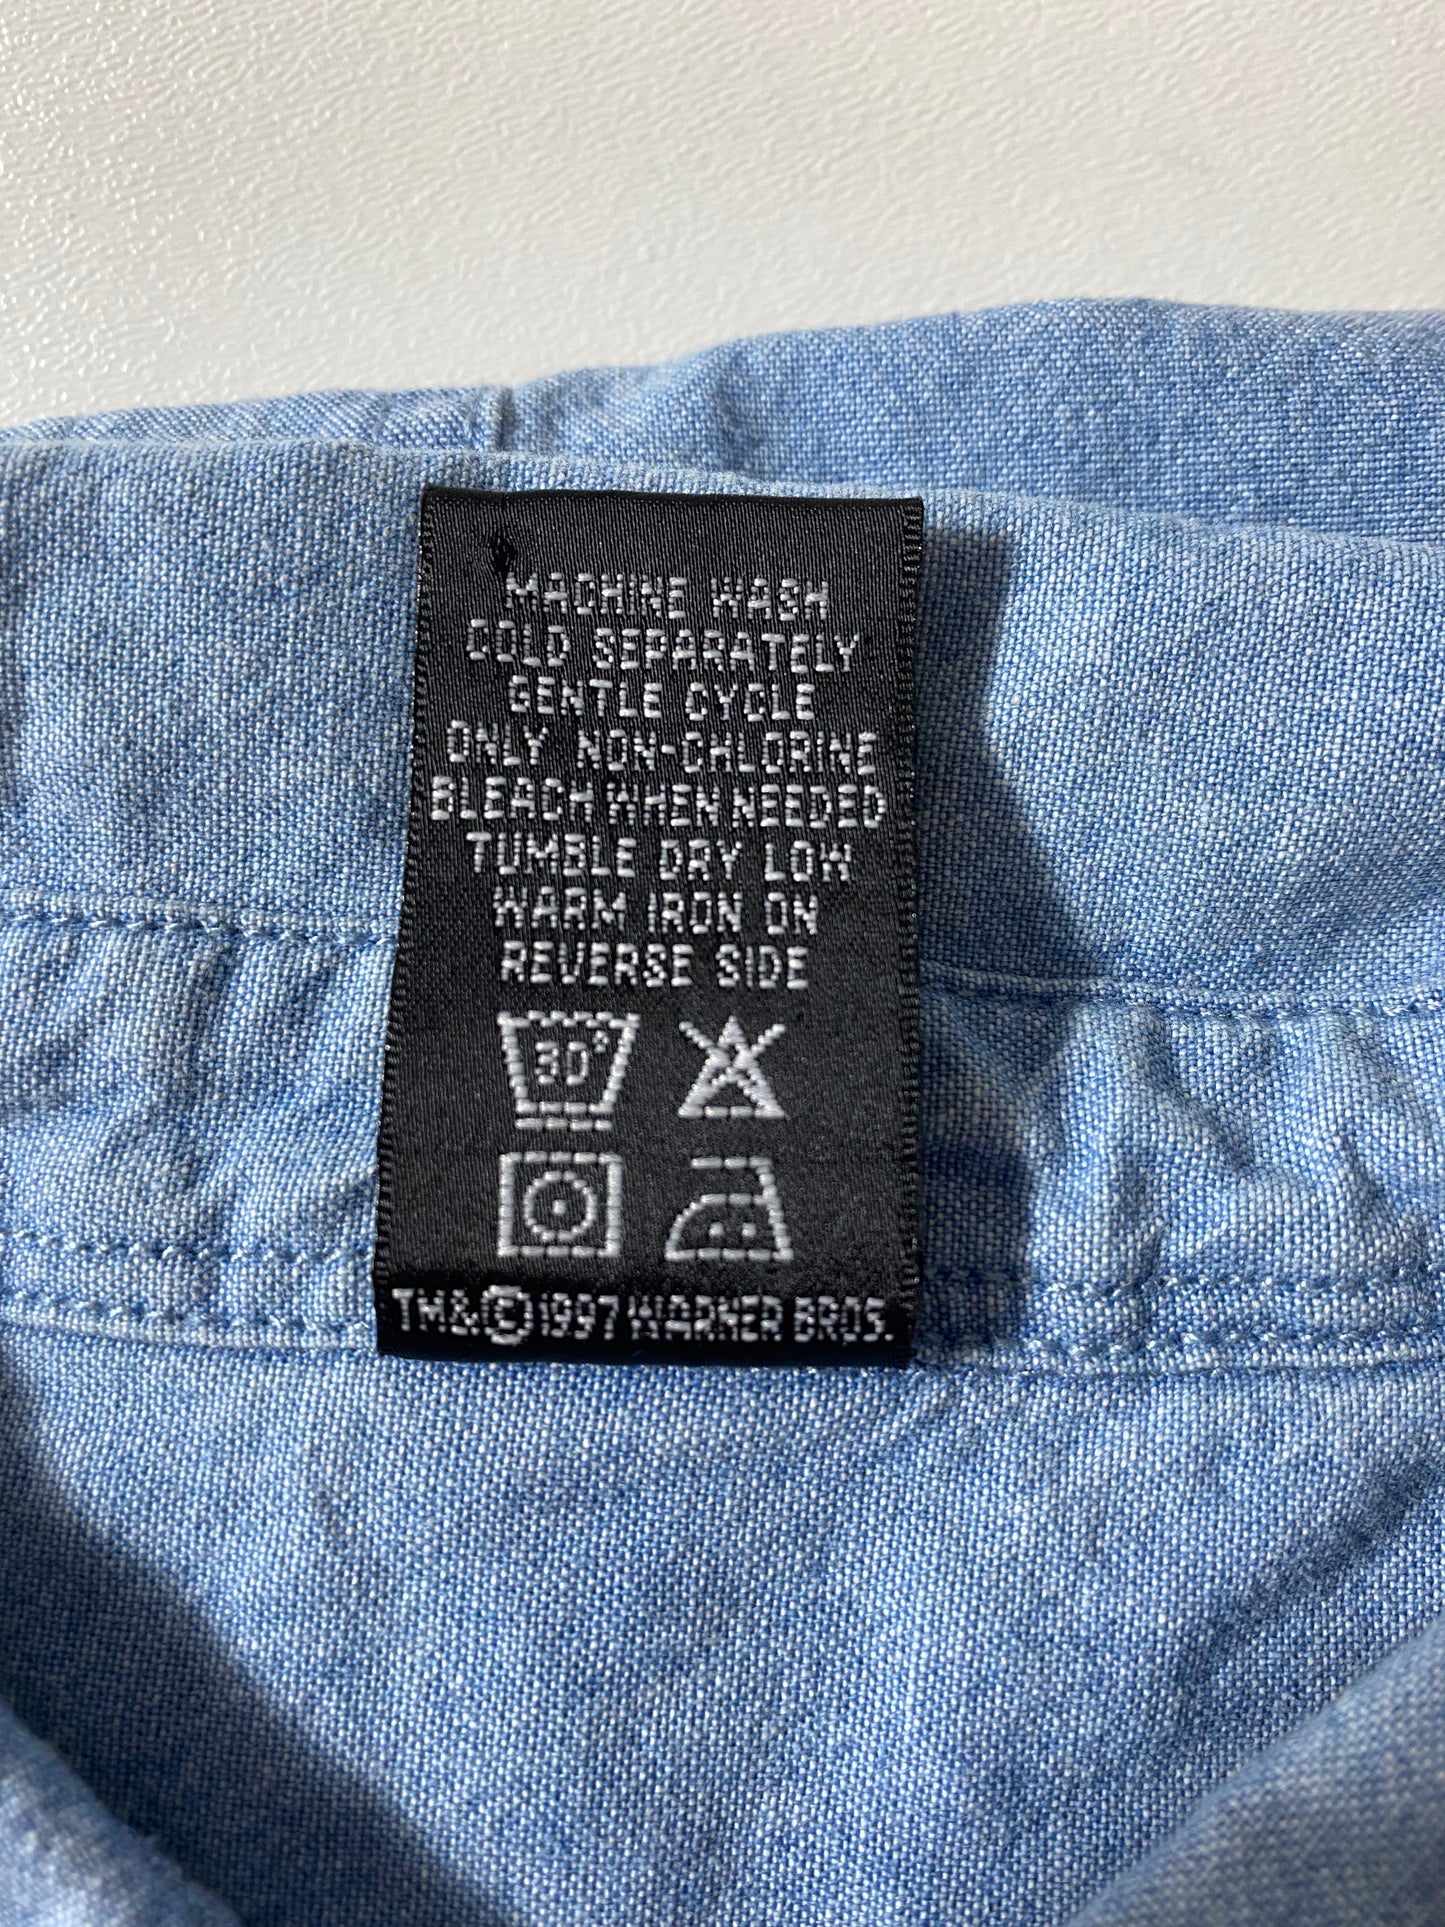 MACHINE WASH
COLD SEPARATELY
GENTLE CYCLE
ONLY NON-CHLORINE
BLEACH WHEN NEEDED
TUMBLE DRY LOW
WARM IRON ON
REVERSE SIDE
30°
TM&©1997 WARNER BROS.